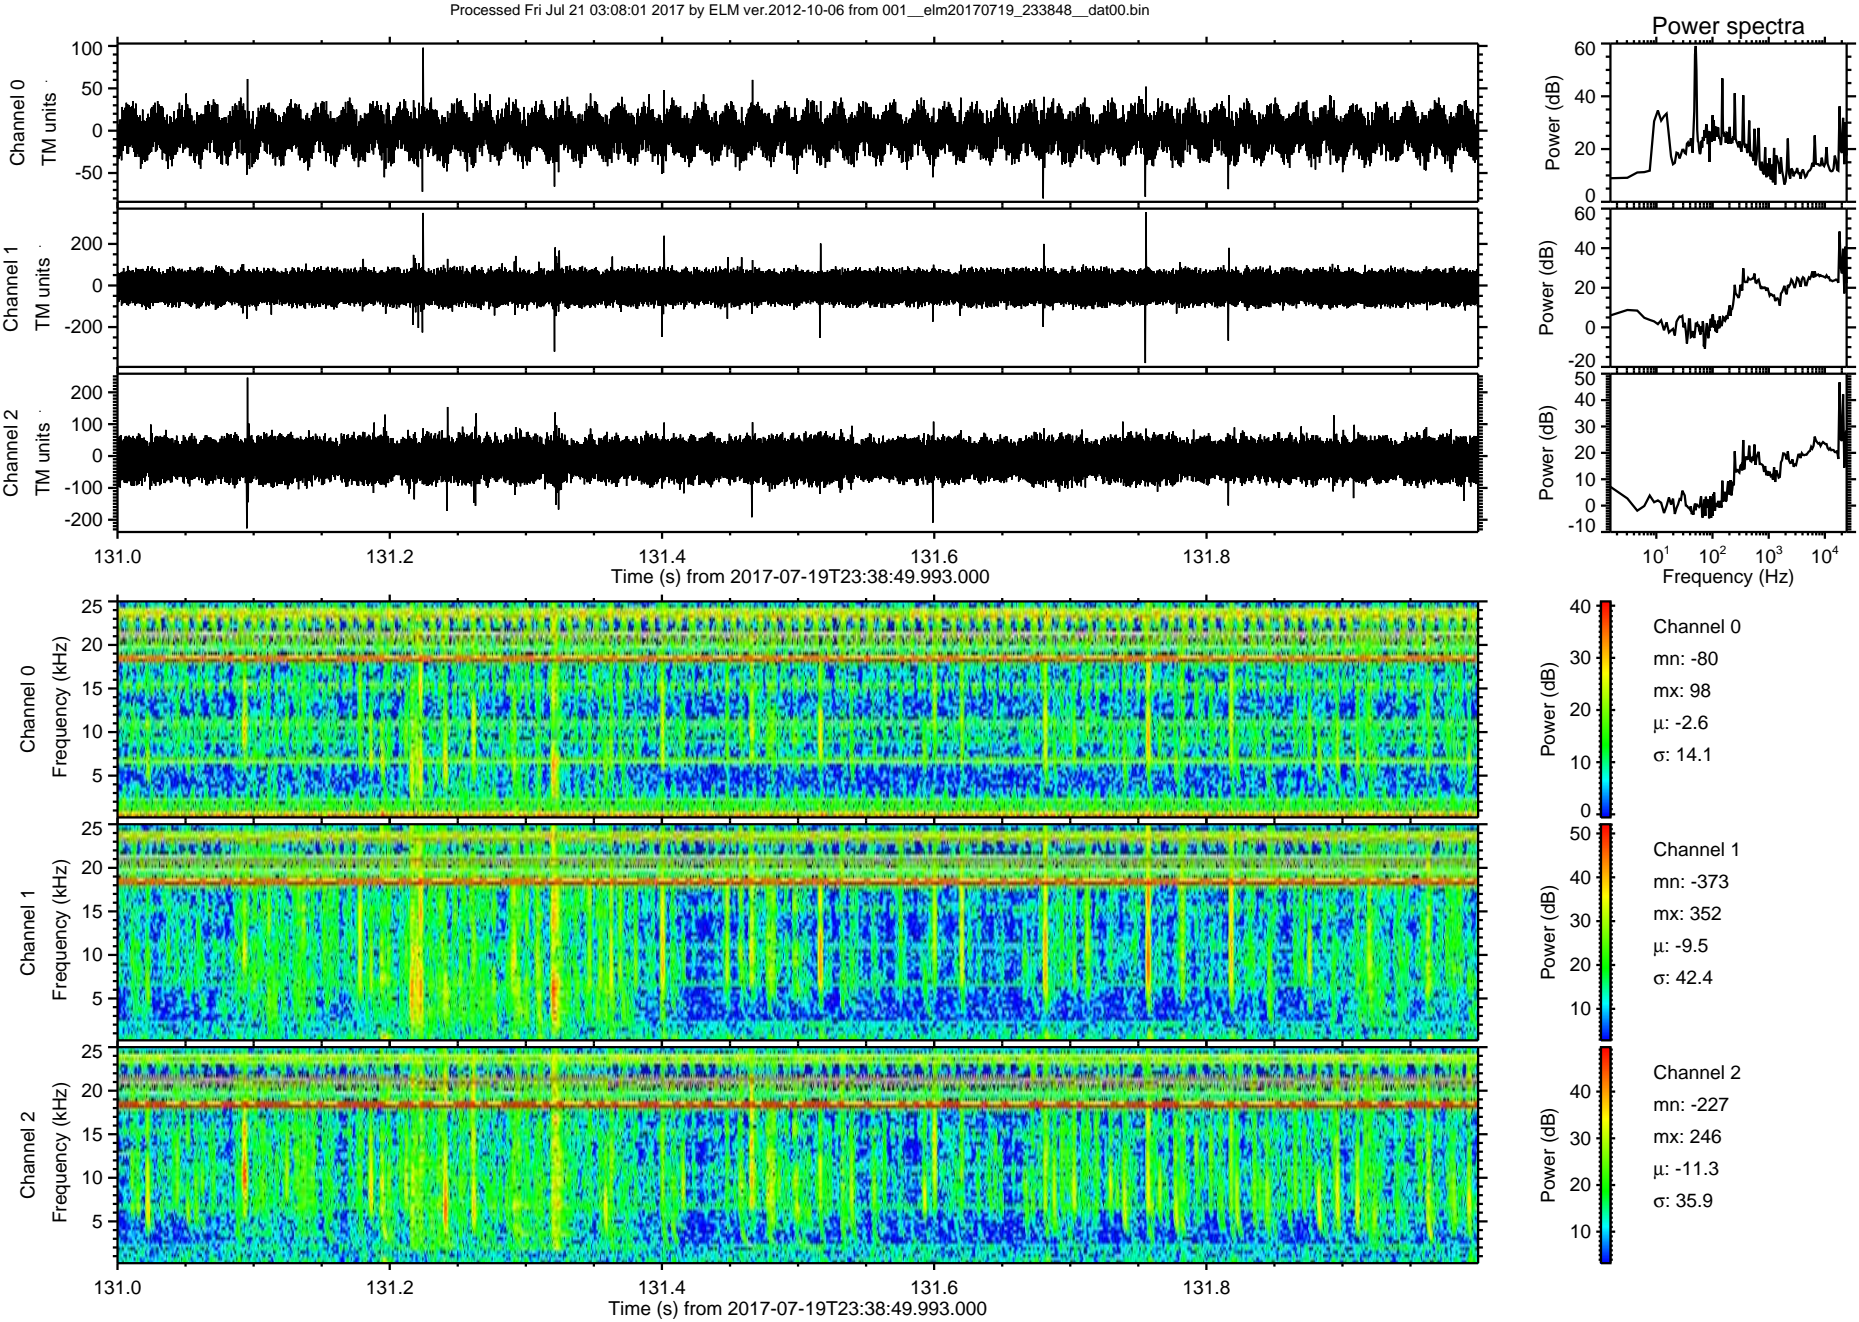 Processed Fri Jul 21 03:08:01 2017 by ELM ver.2012-10-06 from 001__elm20170719_233848__dat00.bin
Power spectra
Channel 0
TM units
100
50
0
-50
Power (dB)
60
40
20
0
Channel 1
TM units
200
0
-200
Power (dB)
60
40
20
0
-20
Channel 2
TM units
200
100
0
-100
-200
Power (dB)
50
40
30
20
10
0
-10
131.0
131.2
131.4
131.6
131.8
Time (s) from 2017-07-19T23:38:49.993.000
10¹
10²
10³
10⁴
Frequency (Hz)
Channel 0
Frequency (kHz)
25
20
15
10
5
Power (dB)
40
30
20
10
0
Channel 0
mn: -80
mx: 98
μ: -2.6
σ: 14.1
Channel 1
Frequency (kHz)
25
20
15
10
5
Power (dB)
50
40
30
20
10
Channel 1
mn: -373
mx: 352
μ: -9.5
σ: 42.4
Channel 2
Frequency (kHz)
25
20
15
10
5
Power (dB)
40
30
20
10
Channel 2
mn: -227
mx: 246
μ: -11.3
σ: 35.9
131.0
131.2
131.4
131.6
131.8
Time (s) from 2017-07-19T23:38:49.993.000